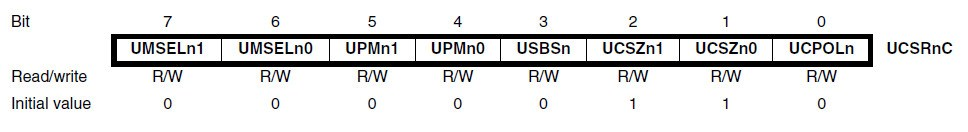 Bit 7 6 5 4 3 2 1 0
UMSELn1 UMSELn0 UPMn1 UPMn0 USBSn UCSZn1 UCSZn0 UCPOLn UCSRnC
Read/write R/W R/W R/W R/W R/W R/W R/W R/W
Initial value 0 0 0 0 0 1 1 0